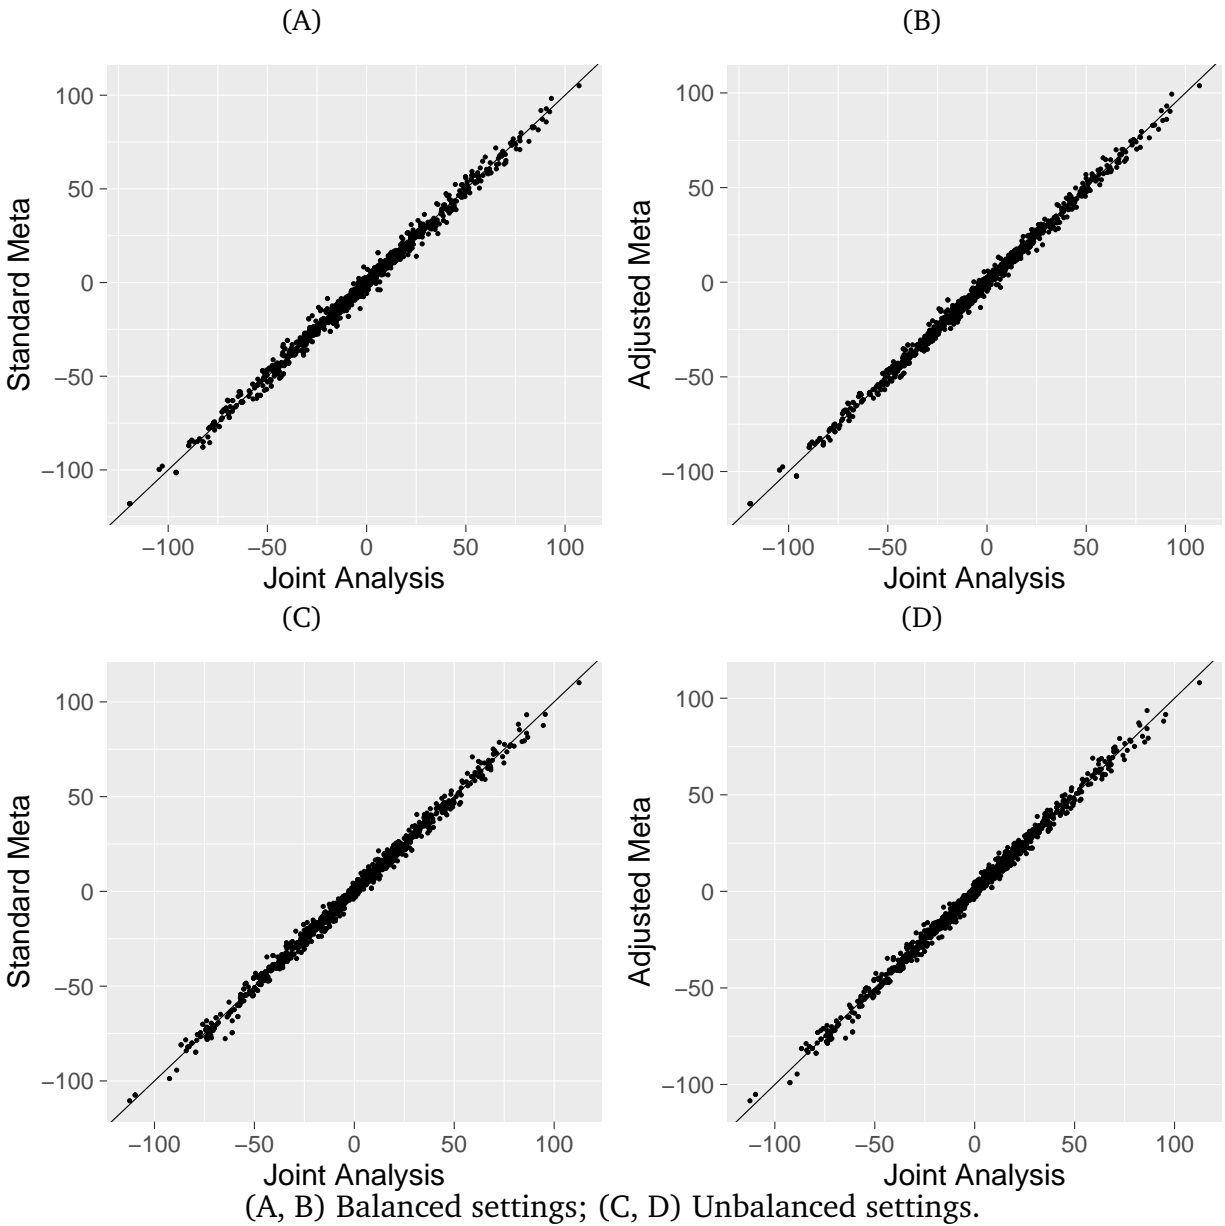 (A)
(B)
Standard Meta
100
50
0
−50
−100
−100 −50 0 50 100
Joint Analysis
Adjusted Meta
100
50
0
−50
−100
−100 −50 0 50 100
Joint Analysis
(C)
(D)
Standard Meta
100
50
0
−50
−100
−100 −50 0 50 100
Joint Analysis
Adjusted Meta
100
50
0
−50
−100
−100 −50 0 50 100
Joint Analysis
(A, B) Balanced settings; (C, D) Unbalanced settings.